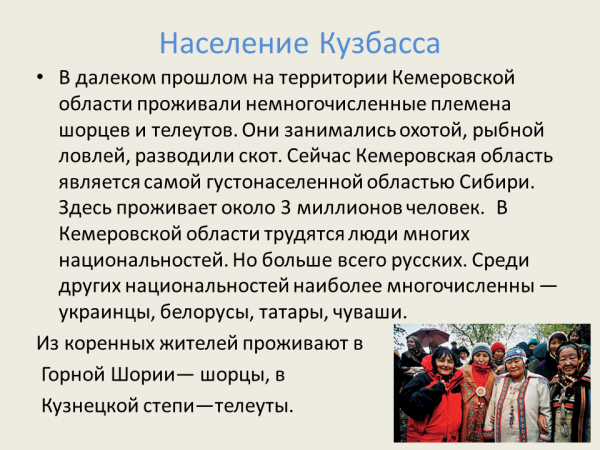 Население Кузбасса
• В далеком прошлом на территории Кемеровской
области проживали немногочисленные племена
шорцев и телеутов. Они занимались охотой, рыбной
ловлей, разводили скот. Сейчас Кемеровская область
является самой густонаселенной областью Сибири.
Здесь проживает около 3 миллионов человек. В
Кемеровской области трудятся люди многих
национальностей. Но больше всего русских. Среди
других национальностей наиболее многочисленны —
украинцы, белорусы, татары, чуваши.
Из коренных жителей проживают в
Горной Шории— шорцы, в
Кузнецкой степи—телеуты.